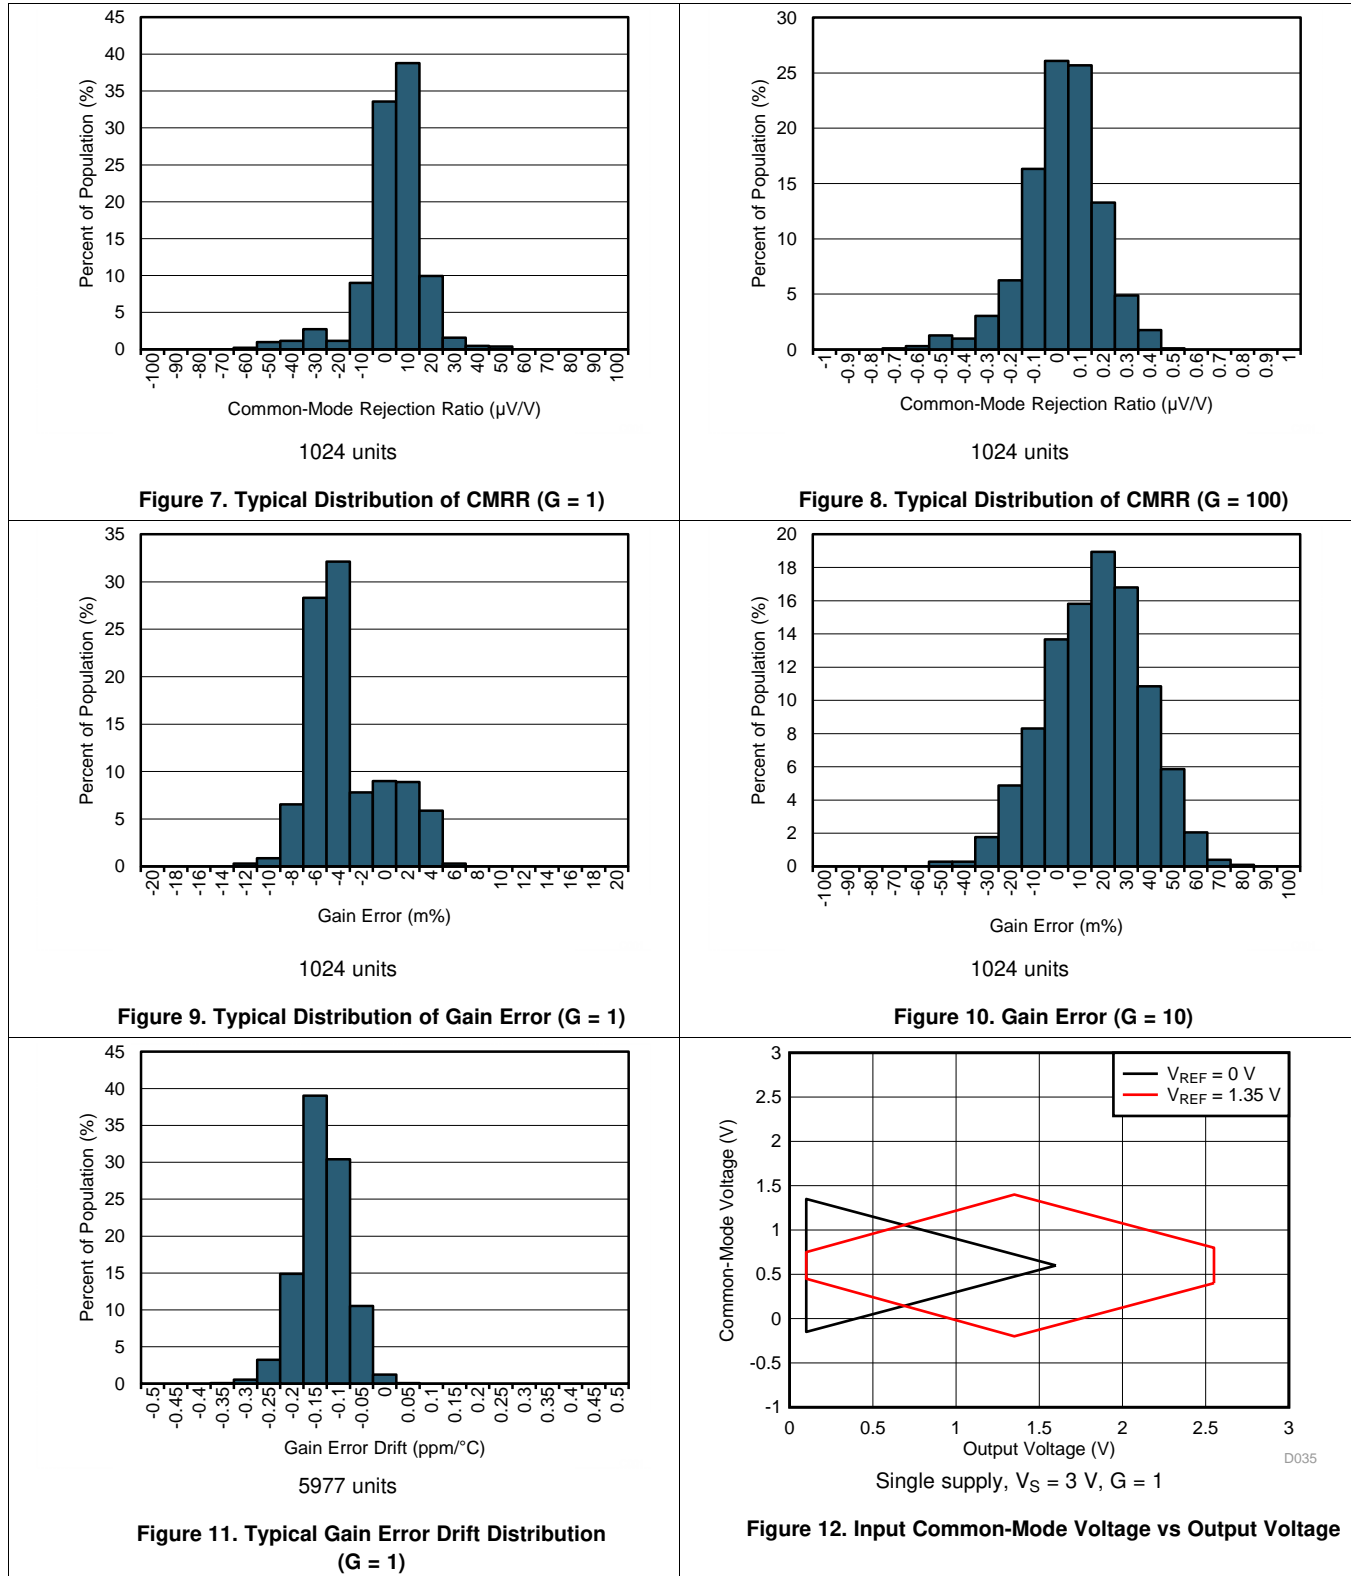 45
40
35
30
25
20
15
10
5
0
Percent of Population (%)
-100 -90 -80 -70 -60 -50 -40 -30 -20 -10 0 10 20 30 40 50 60 70 80 90 100
Common-Mode Rejection Ratio (µV/V)
1024 units
Figure 7. Typical Distribution of CMRR (G = 1)
30
25
20
15
10
5
0
Percent of Population (%)
-1 -0.9 -0.8 -0.7 -0.6 -0.5 -0.4 -0.3 -0.2 -0.1 0 0.1 0.2 0.3 0.4 0.5 0.6 0.7 0.8 0.9 1
Common-Mode Rejection Ratio (µV/V)
1024 units
Figure 8. Typical Distribution of CMRR (G = 100)
35
30
25
20
15
10
5
0
Percent of Population (%)
-20 -18 -16 -14 -12 -10 -8 -6 -4 -2 0 2 4 6 8 10 12 14 16 18 20
Gain Error (m%)
1024 units
Figure 9. Typical Distribution of Gain Error (G = 1)
20
18
16
14
12
10
8
6
4
2
0
Percent of Population (%)
-100 -90 -80 -70 -60 -50 -40 -30 -20 -10 0 10 20 30 40 50 60 70 80 90 100
Gain Error (m%)
1024 units
Figure 10. Gain Error (G = 10)
45
40
35
30
25
20
15
10
5
0
Percent of Population (%)
-0.5 -0.45 -0.4 -0.35 -0.3 -0.25 -0.2 -0.15 -0.1 -0.05 0 0.05 0.1 0.15 0.2 0.25 0.3 0.35 0.4 0.45 0.5
Gain Error Drift (ppm/°C)
5977 units
Figure 11. Typical Gain Error Drift Distribution
(G = 1)
3
2.5
2
1.5
1
0.5
0
-0.5
-1
Common-Mode Voltage (V)
VREF = 0 V
VREF = 1.35 V
0 0.5 1 1.5 2 2.5 3
Output Voltage (V)
D035
Single supply, VS = 3 V, G = 1
Figure 12. Input Common-Mode Voltage vs Output Voltage